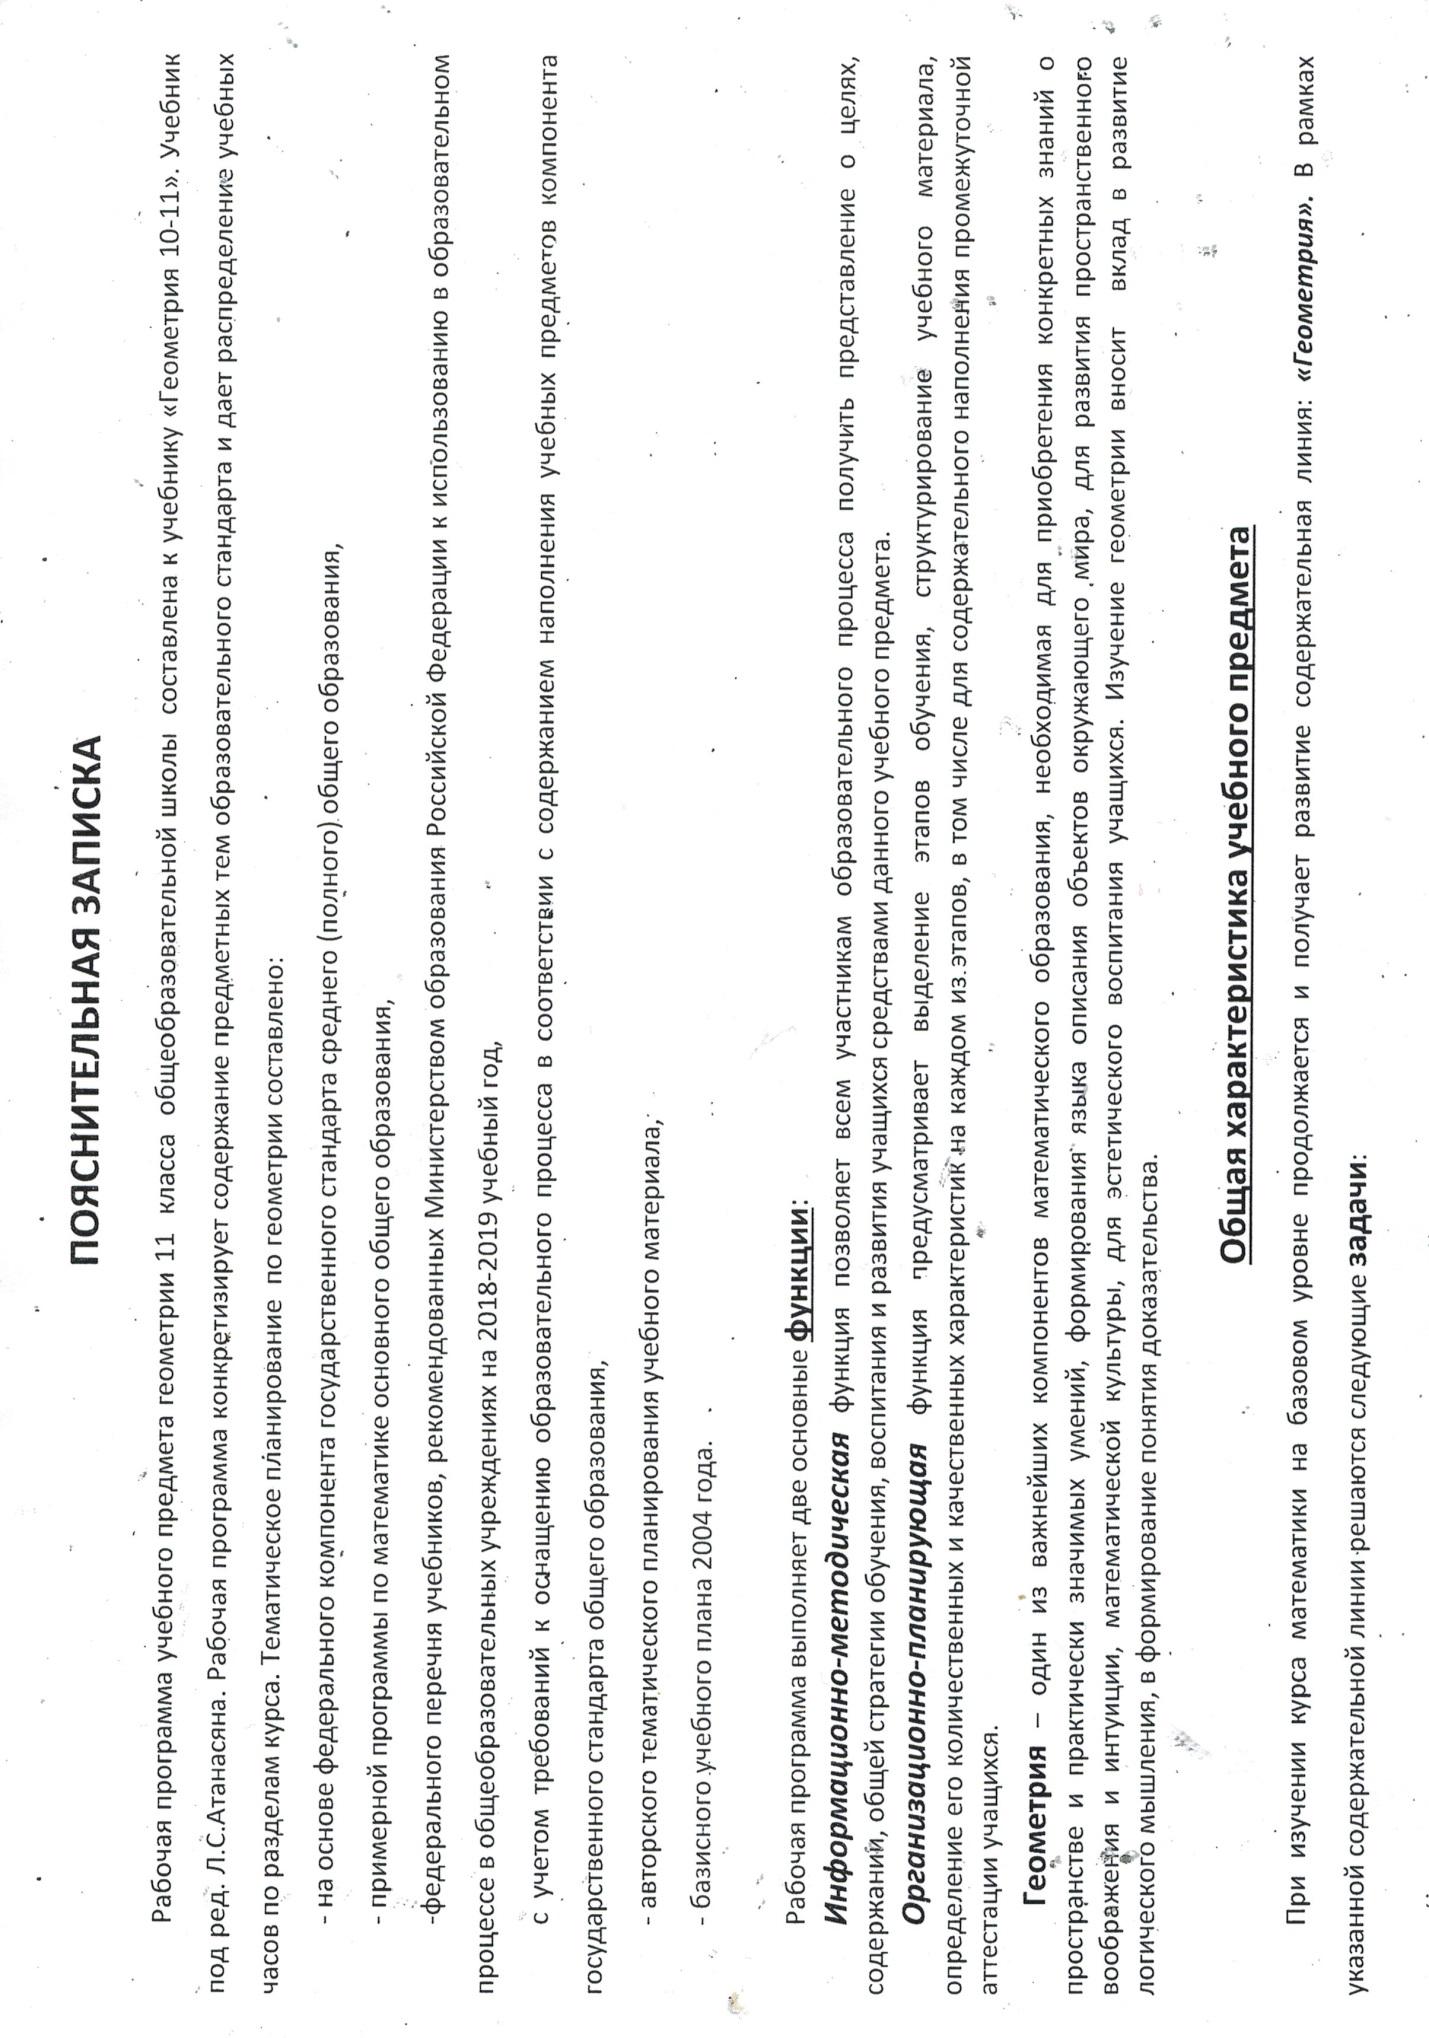 ПОЯСНИТЕЛЬНАЯ ЗАПИСКА
Рабочая программа учебного предмета геометрии 11 класса общеобразовательной школы составлена к учебнику «Геометрия 10-11». Учебник
под ред. Л.С.Атанасяна. Рабочая программа конкретизирует содержание предметных тем образовательного стандарта и дает распределение учебных
часов по разделам курса. Тематическое планирование по геометрии составлено:
- на основе федерального компонента государственного стандарта среднего (полного) общего образования,
- примерной программы по математике основного общего образования,
-федерального перечня учебников, рекомендованных Министерством образования Российской Федерации к использованию в образовательном
процессе в общеобразовательных учреждениях на 2018-2019 учебный год,
с учетом требований к оснащению образовательного процесса в соответствии с содержанием наполнения учебных предметов компонента
государственного стандарта общего образования,
- авторского тематического планирования учебного материала,
- базисного учебного плана 2004 года.
Рабочая программа выполняет две основные функции:
Информационно-методическая функция позволяет всем участникам образовательного процесса получить представление о целях,
содержании, общей стратегии обучения, воспитания и развития учащихся средствами данного учебного предмета.
Организационно-планирующая функция предусматривает выделение этапов обучения, структурирование учебного материала,
определение его количественных и качественных характеристик на каждом из этапов, в том числе для содержательного наполнения промежуточной
аттестации учащихся.
Геометрия – один из важнейших компонентов математического образования, необходимая для приобретения конкретных знаний о
пространстве и практически значимых умений, формирования языка описания объектов окружающего мира, для развития пространственного
воображения и интуиции, математической культуры, для эстетического воспитания учащихся. Изучение геометрии вносит вклад в развитие
логического мышления, в формирование понятия доказательства.
Общая характеристика учебного предмета
При изучении курса математики на базовом уровне продолжается и получает развитие содержательная линия: «Геометрия». В рамках
указанной содержательной линии решаются следующие задачи: